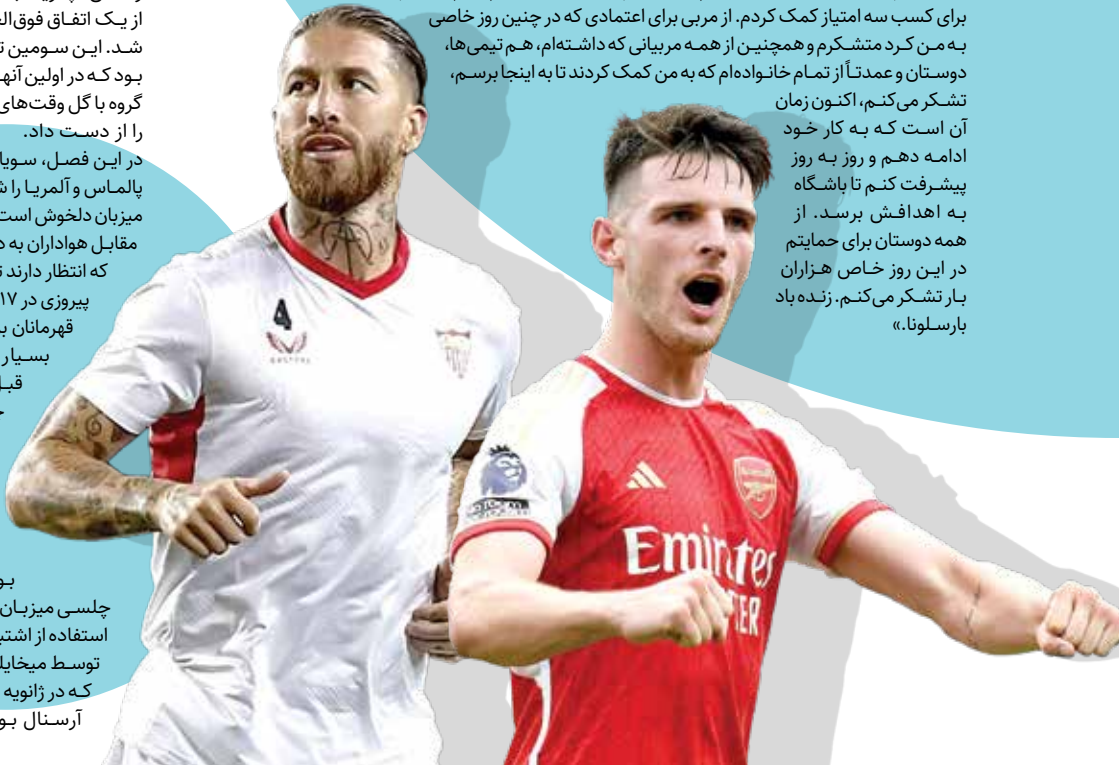 برای کسب سه امتیاز کمک کردم. از مربی برای اعتمادی که در چنین روز خاصی
به من کرد متشکرم و همچنین از همه مربیانی که داشته‌ام، هم تیمی‌ها،
دوستان و عمدتاً از تمام خانواده‌ام که به من کمک کردند تا به اینجا برسم،
تشکر می‌کنم، اکنون زمان
آن است که به کار خود
ادامه دهم و روز به روز
پیشرفت کنم تا باشگاه
به اهدافش برسد. از
همه دوستان برای حمایتم
در این روز خاص هزاران
بار تشکر می‌کنم. زنده باد
بارسلونا.»
از یک اتفاق فوق‌الع
شد. این سومین ت
بود که در اولین آنها
گروه با گل وقت‌های
را از دست داد.
در این فصل، سویا
پالماس و آلمریا را ش
میزبان دلخوش است
مقابل هواداران به د
که انتظار دارند ت
پیروزی در ۱۷
قهرمانان ب
بسیار
قبل
بو
چلسی میزبان
استفاده از اشتب
توسط میخایل
که در ژانویه
آرسنال بو
4
Emirates